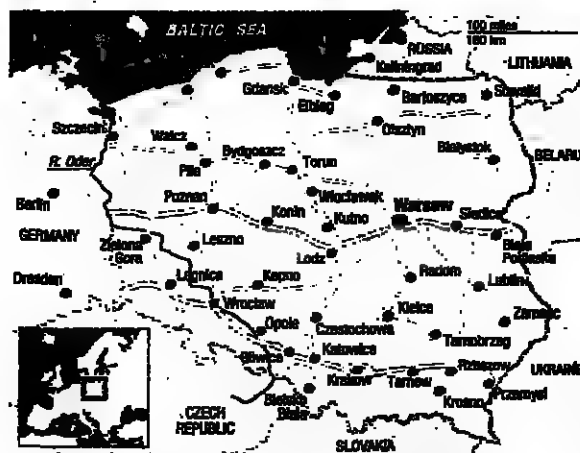 BALTIC SEA
100 miles
160 km
RUSSIA
Kaliningrad
LITHUANIA
Gdansk
Elblag
Bartoszyce
Suwalki
Szczecin
Walcz
Olsztyn
R. Oder
Pila
Bydgoszcz
Torun
Bialystok
BELARUS
Berlin
Poznan
Wloclawek
Konin
Kutno
Warsaw
Siedlce
GERMANY
Zielona
Gora
Leszno
Lodz
Biala
Podlaska
Dresden
Legnica
Kepno
Radom
Lublin
Wroclaw
Opole
Czestochowa
Kielce
Zamosc
Tarnobrzeg
Gliwice
Katowice
Krakow
Tarnow
Rzeszow
UKRAINE
Bielsko
Biala
Krosno
Przemysl
CZECH
REPUBLIC
SLOVAKIA